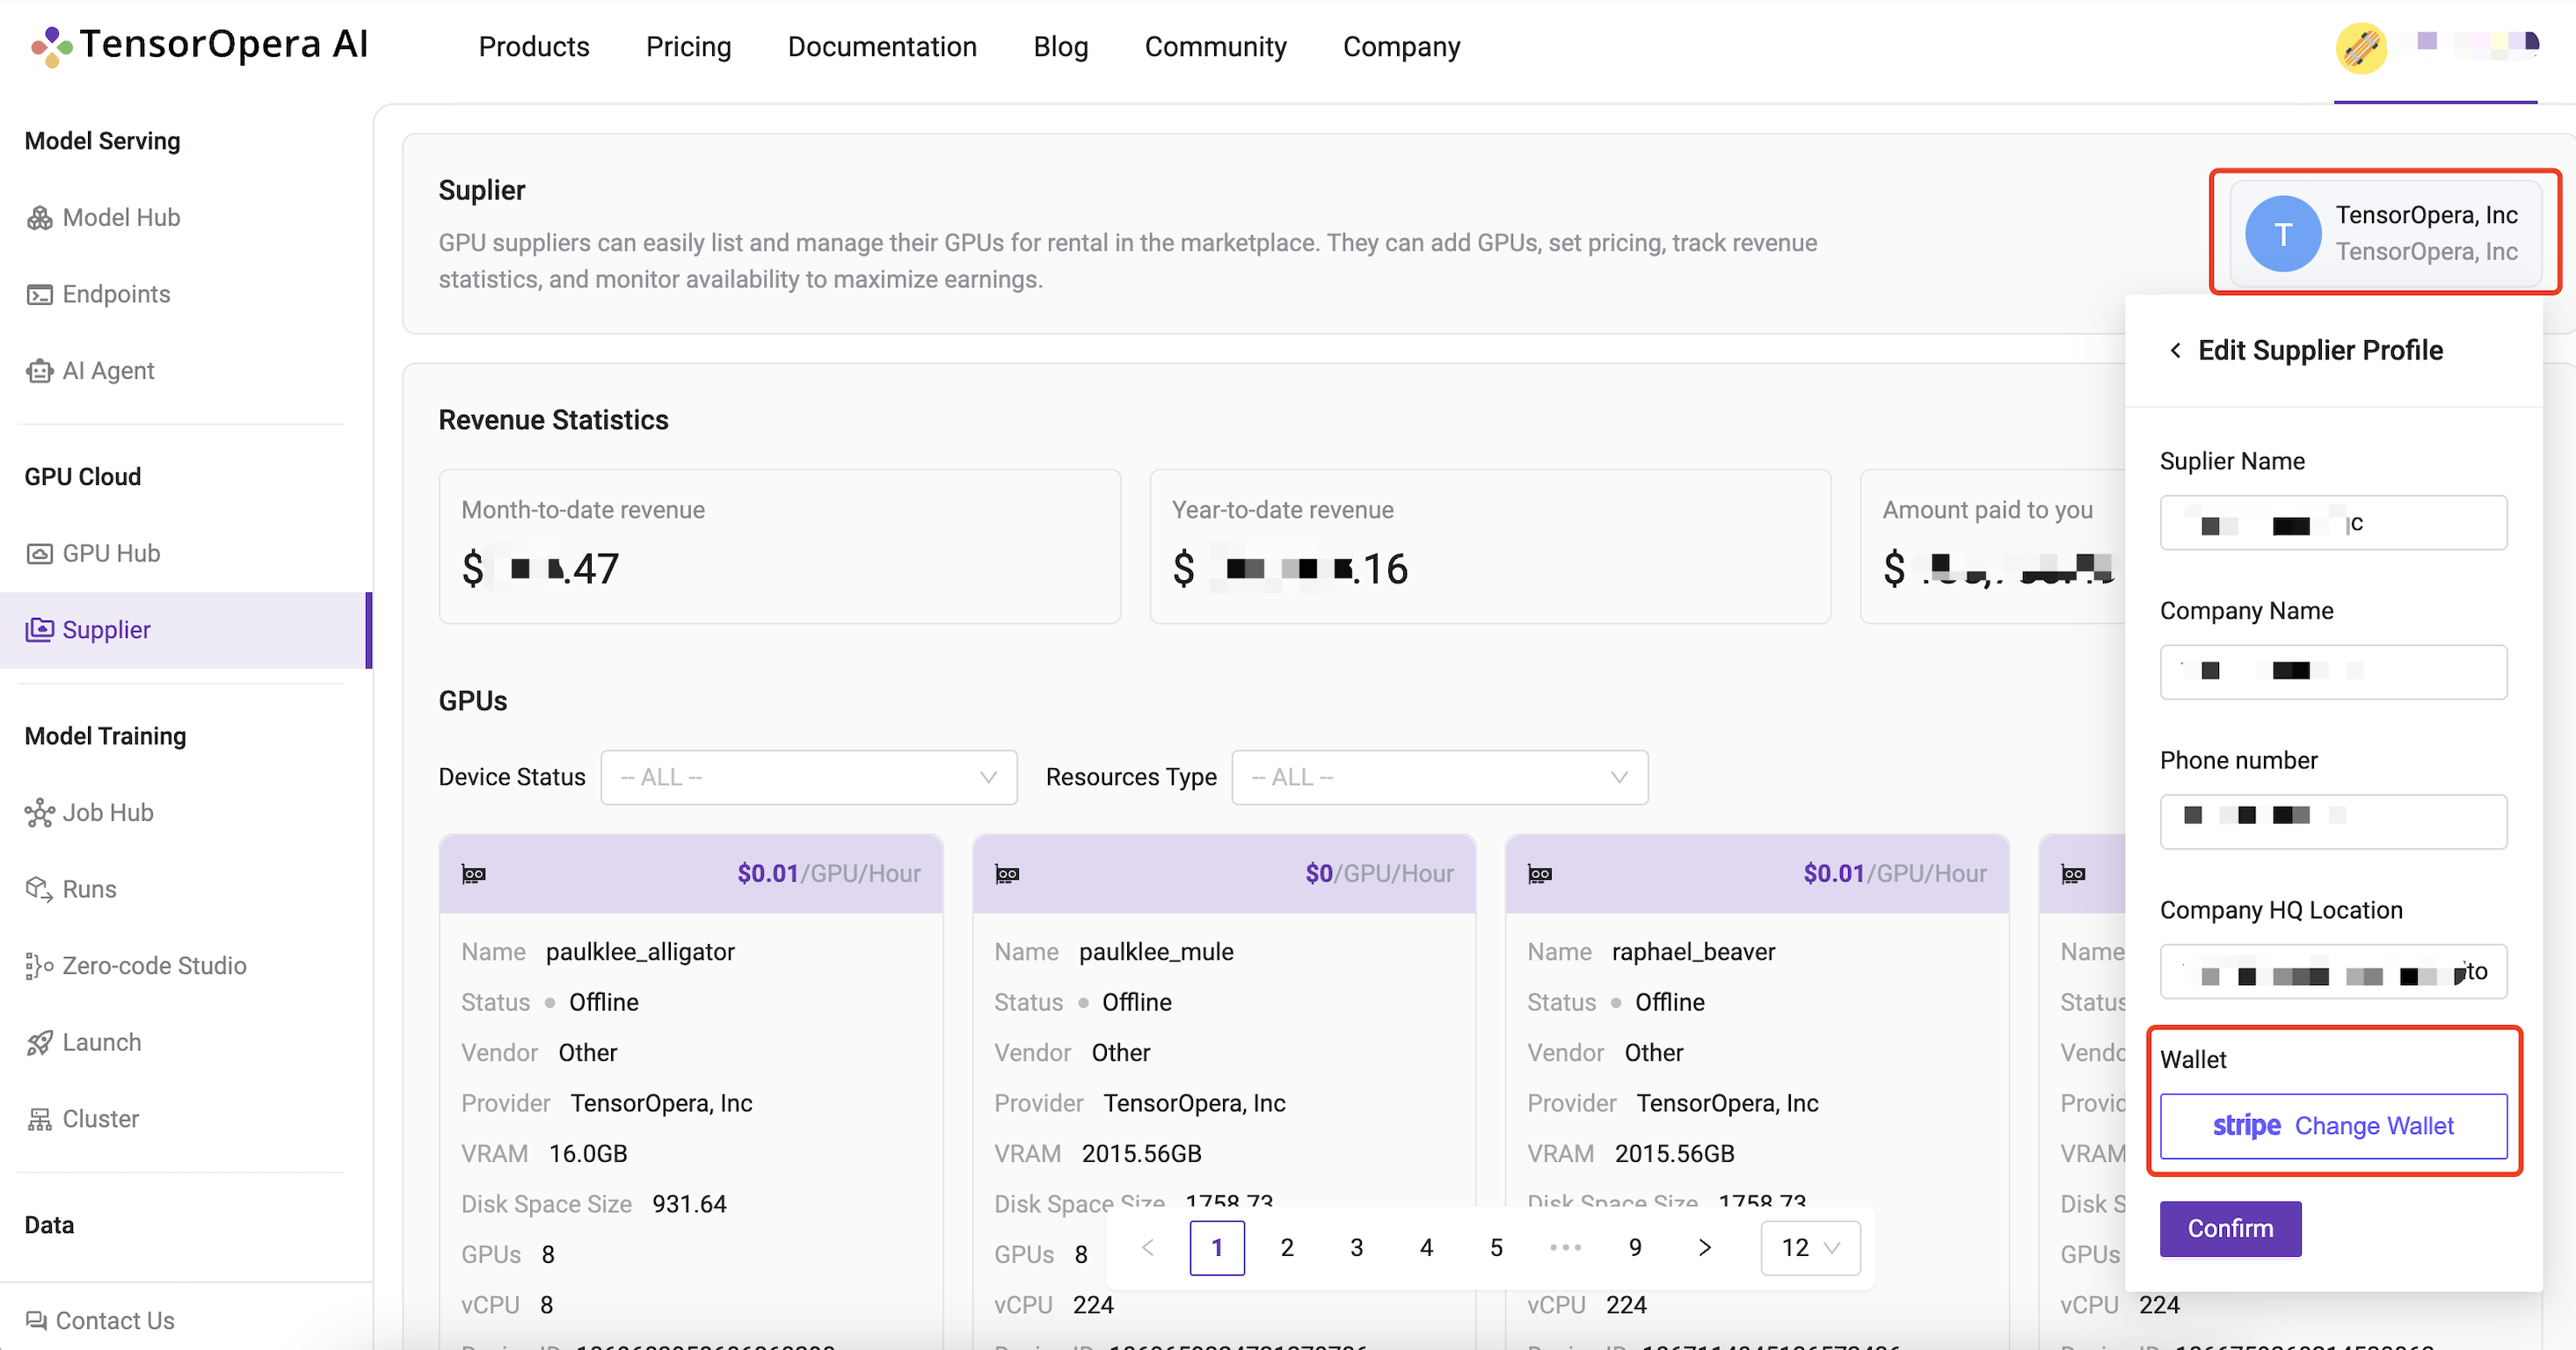 TensorOpera AI
Products Pricing Documentation Blog Community Company
Model Serving
Model Hub
Endpoints
AI Agent
GPU Cloud
GPU Hub
Supplier
Model Training
Job Hub
Runs
Zero-code Studio
Launch
Cluster
Data
Contact Us
Suplier
GPU suppliers can easily list and manage their GPUs for rental in the marketplace. They can add GPUs, set pricing, track revenue
statistics, and monitor availability to maximize earnings.
T
TensorOpera, Inc
TensorOpera, Inc
Revenue Statistics
Month-to-date revenue
$ .47
Year-to-date revenue
$ .16
Amount paid to you
$
GPUs
Device Status -- ALL -- Resources Type -- ALL --
$0.01/GPU/Hour
Name paulklee_alligator
Status Offline
Vendor Other
Provider TensorOpera, Inc
VRAM 16.0GB
Disk Space Size 931.64
GPUs 8
vCPU 8
$0/GPU/Hour
Name paulklee_mule
Status Offline
Vendor Other
Provider TensorOpera, Inc
VRAM 2015.56GB
Disk Space Size 1758.73
GPUs 8
vCPU 224
$0.01/GPU/Hour
Name raphael_beaver
Status Offline
Vendor Other
Provider TensorOpera, Inc
VRAM 2015.56GB
Disk Space Size 1758.73
vCPU 224
Name
Status
Vendo
Provid
VRAM
Disk S
GPUs
vCPU 224
< 1 2 3 4 5 ••• 9 > 12
< Edit Supplier Profile
Suplier Name
Company Name
Phone number
Company HQ Location
to
Wallet
stripe Change Wallet
Confirm